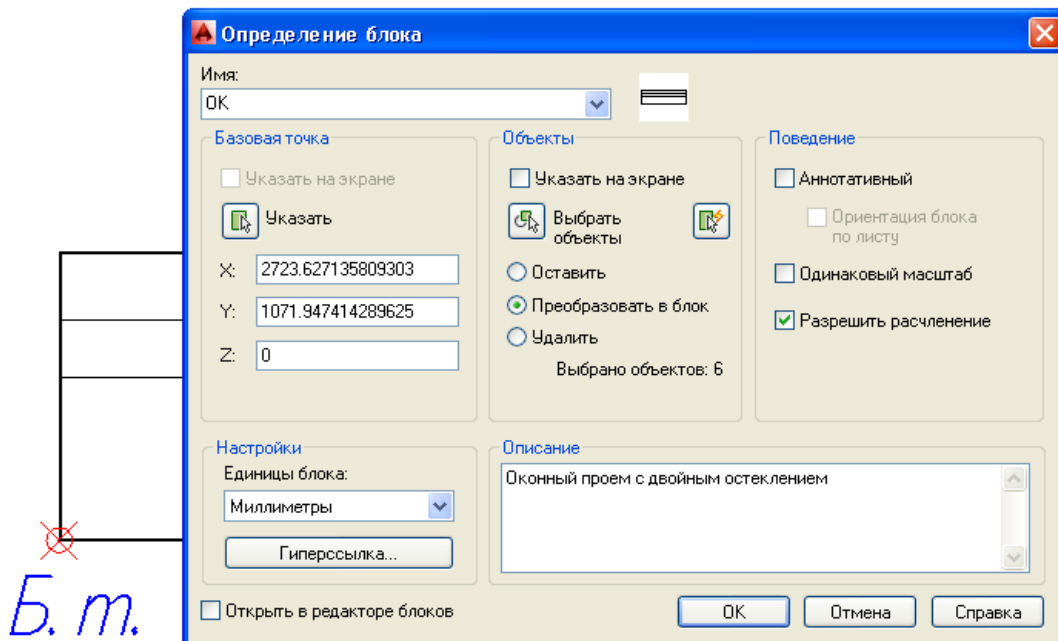 Определение блока
Имя:
ОК
Базовая точка
Указать на экране
Указать
X: 2723.627135809303
Y: 1071.947414289625
Z: 0
Объекты
Указать на экране
Выбрать
объекты
Оставить
Преобразовать в блок
Удалить
Выбрано объектов: 6
Поведение
Аннотативный
Ориентация блока
по листу
Одинаковый масштаб
Разрешить расчленение
Настройки
Единицы блока:
Миллиметры
Гиперссылка...
Описание
Оконный проем с двойным остеклением
Открыть в редакторе блоков
OK
Отмена
Справка
Б. т.